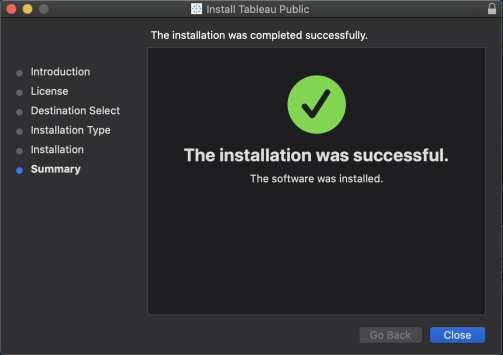 Install Tableau Public
The installation was completed successfully.
Introduction
License
Destination Select
Installation Type
Installation
Summary
The installation was successful.
The software was installed.
Go Back
Close